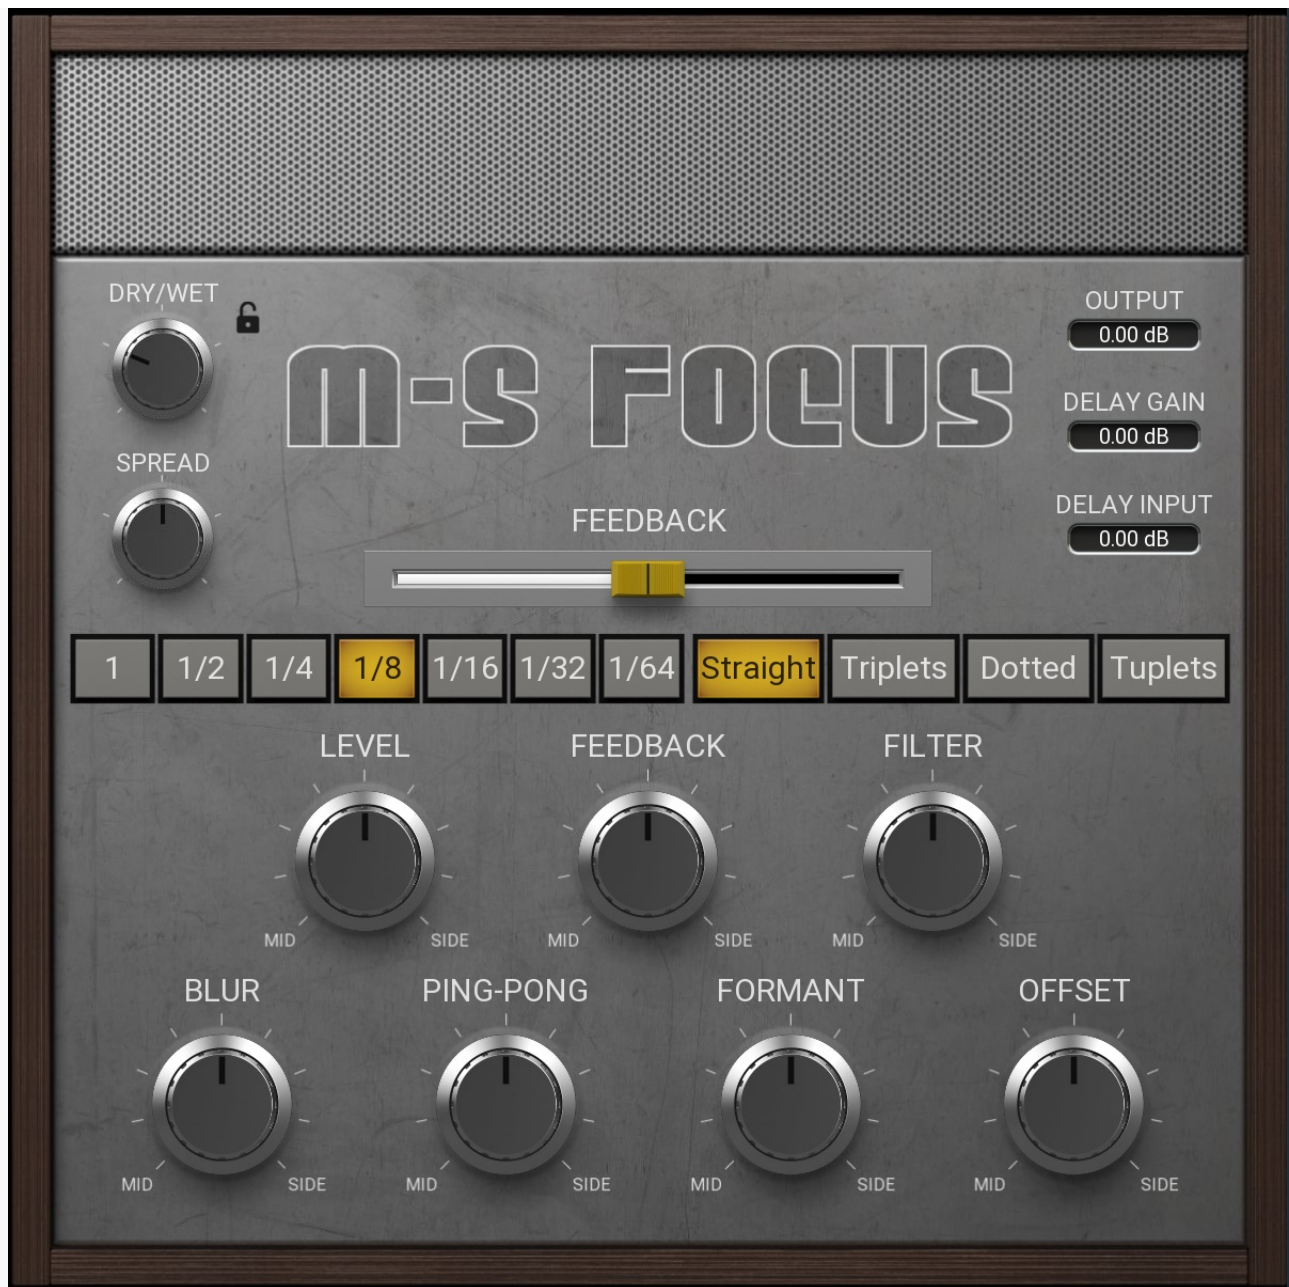 DRY/WET
M-S FOCUS
OUTPUT
0.00 dB
DELAY GAIN
0.00 dB
SPREAD
DELAY INPUT
0.00 dB
FEEDBACK
1 1/2 1/4 1/8 1/16 1/32 1/64 Straight Triplets Dotted Tuplets
LEVEL FEEDBACK FILTER
MID SIDE MID SIDE MID SIDE
BLUR PING-PONG FORMANT OFFSET
MID SIDE MID SIDE MID SIDE MID SIDE